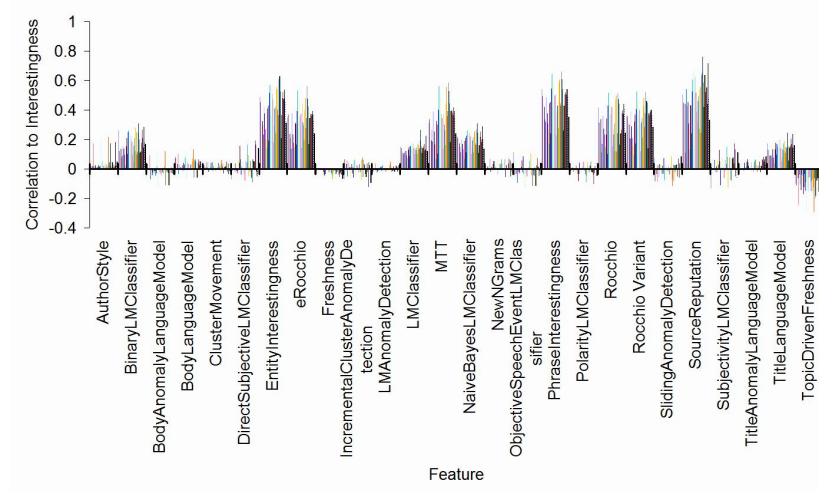 Correlation to Interestingness
1
0.8
0.6
0.4
0.2
0
-0.2
-0.4
AuthorStyle
BinaryLMClassifier
BodyAnomalyLanguageModel
BodyLanguageModel
ClusterMovement
DirectSubjectiveLMClassifier
EntityInterestingness
eRocchio
Freshness
IncrementalClusterAnomalyDe
tection
LMAnomalyDetection
LMClassifier
MTT
NaiveBayesLMClassifier
NewNGrams
ObjectiveSpeechEventLMClas
sifier
PhraseInterestingness
PolarityLMClassifier
Rocchio
Rocchio Variant
SlidingAnomalyDetection
SourceReputation
SubjectivityLMClassifier
TitleAnomalyLanguageModel
TitleLanguageModel
TopicDrivenFreshness
Feature